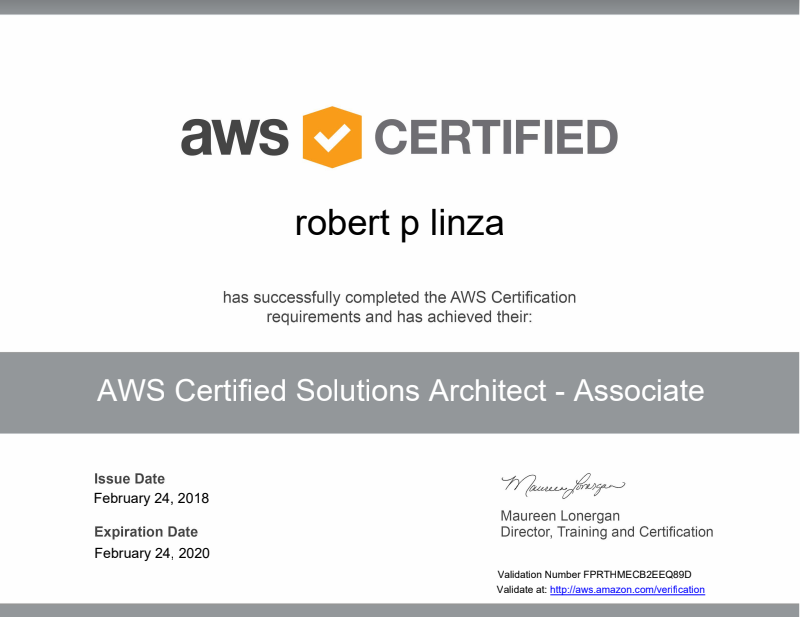 aws CERTIFIED
robert p linza
has successfully completed the AWS Certification
requirements and has achieved their:
AWS Certified Solutions Architect - Associate
Issue Date
February 24, 2018
Expiration Date
February 24, 2020
Maureen Lonergan
Maureen Lonergan
Director, Training and Certification
Validation Number FPRTHMECB2EEQ89D
Validate at: http://aws.amazon.com/verification